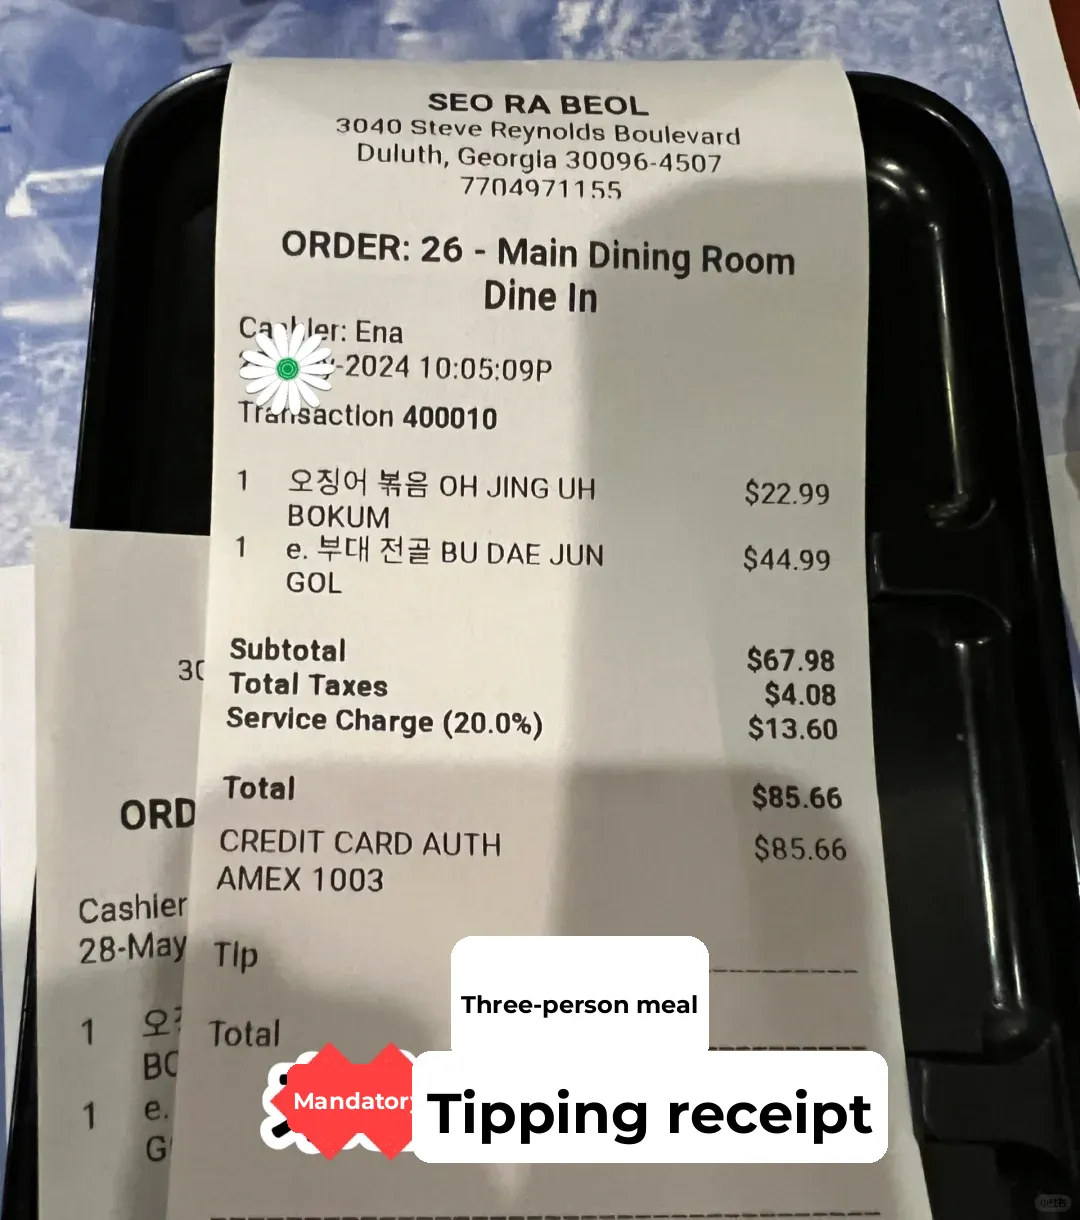 SEO RA BEOL
3040 Steve Reynolds Boulevard
Duluth, Georgia 30096-4507
7704971155
ORDER: 26 - Main Dining Room
Dine In
Cashier: Ena
-2024 10:05:09P
Transaction 400010
1 오징어 볶음 OH JING UH $22.99
BOKUM
1 e. 부대 전골 BU DAE JUN $44.99
GOL
Subtotal $67.98
Total Taxes $4.08
Service Charge (20.0%) $13.60
Total $85.66
CREDIT CARD AUTH $85.66
AMEX 1003
Tip
Total
30
ORD
Cashier
28-May
1 오
BO
1 e.
G
Three-person meal
Mandatory
Tipping receipt
小红书